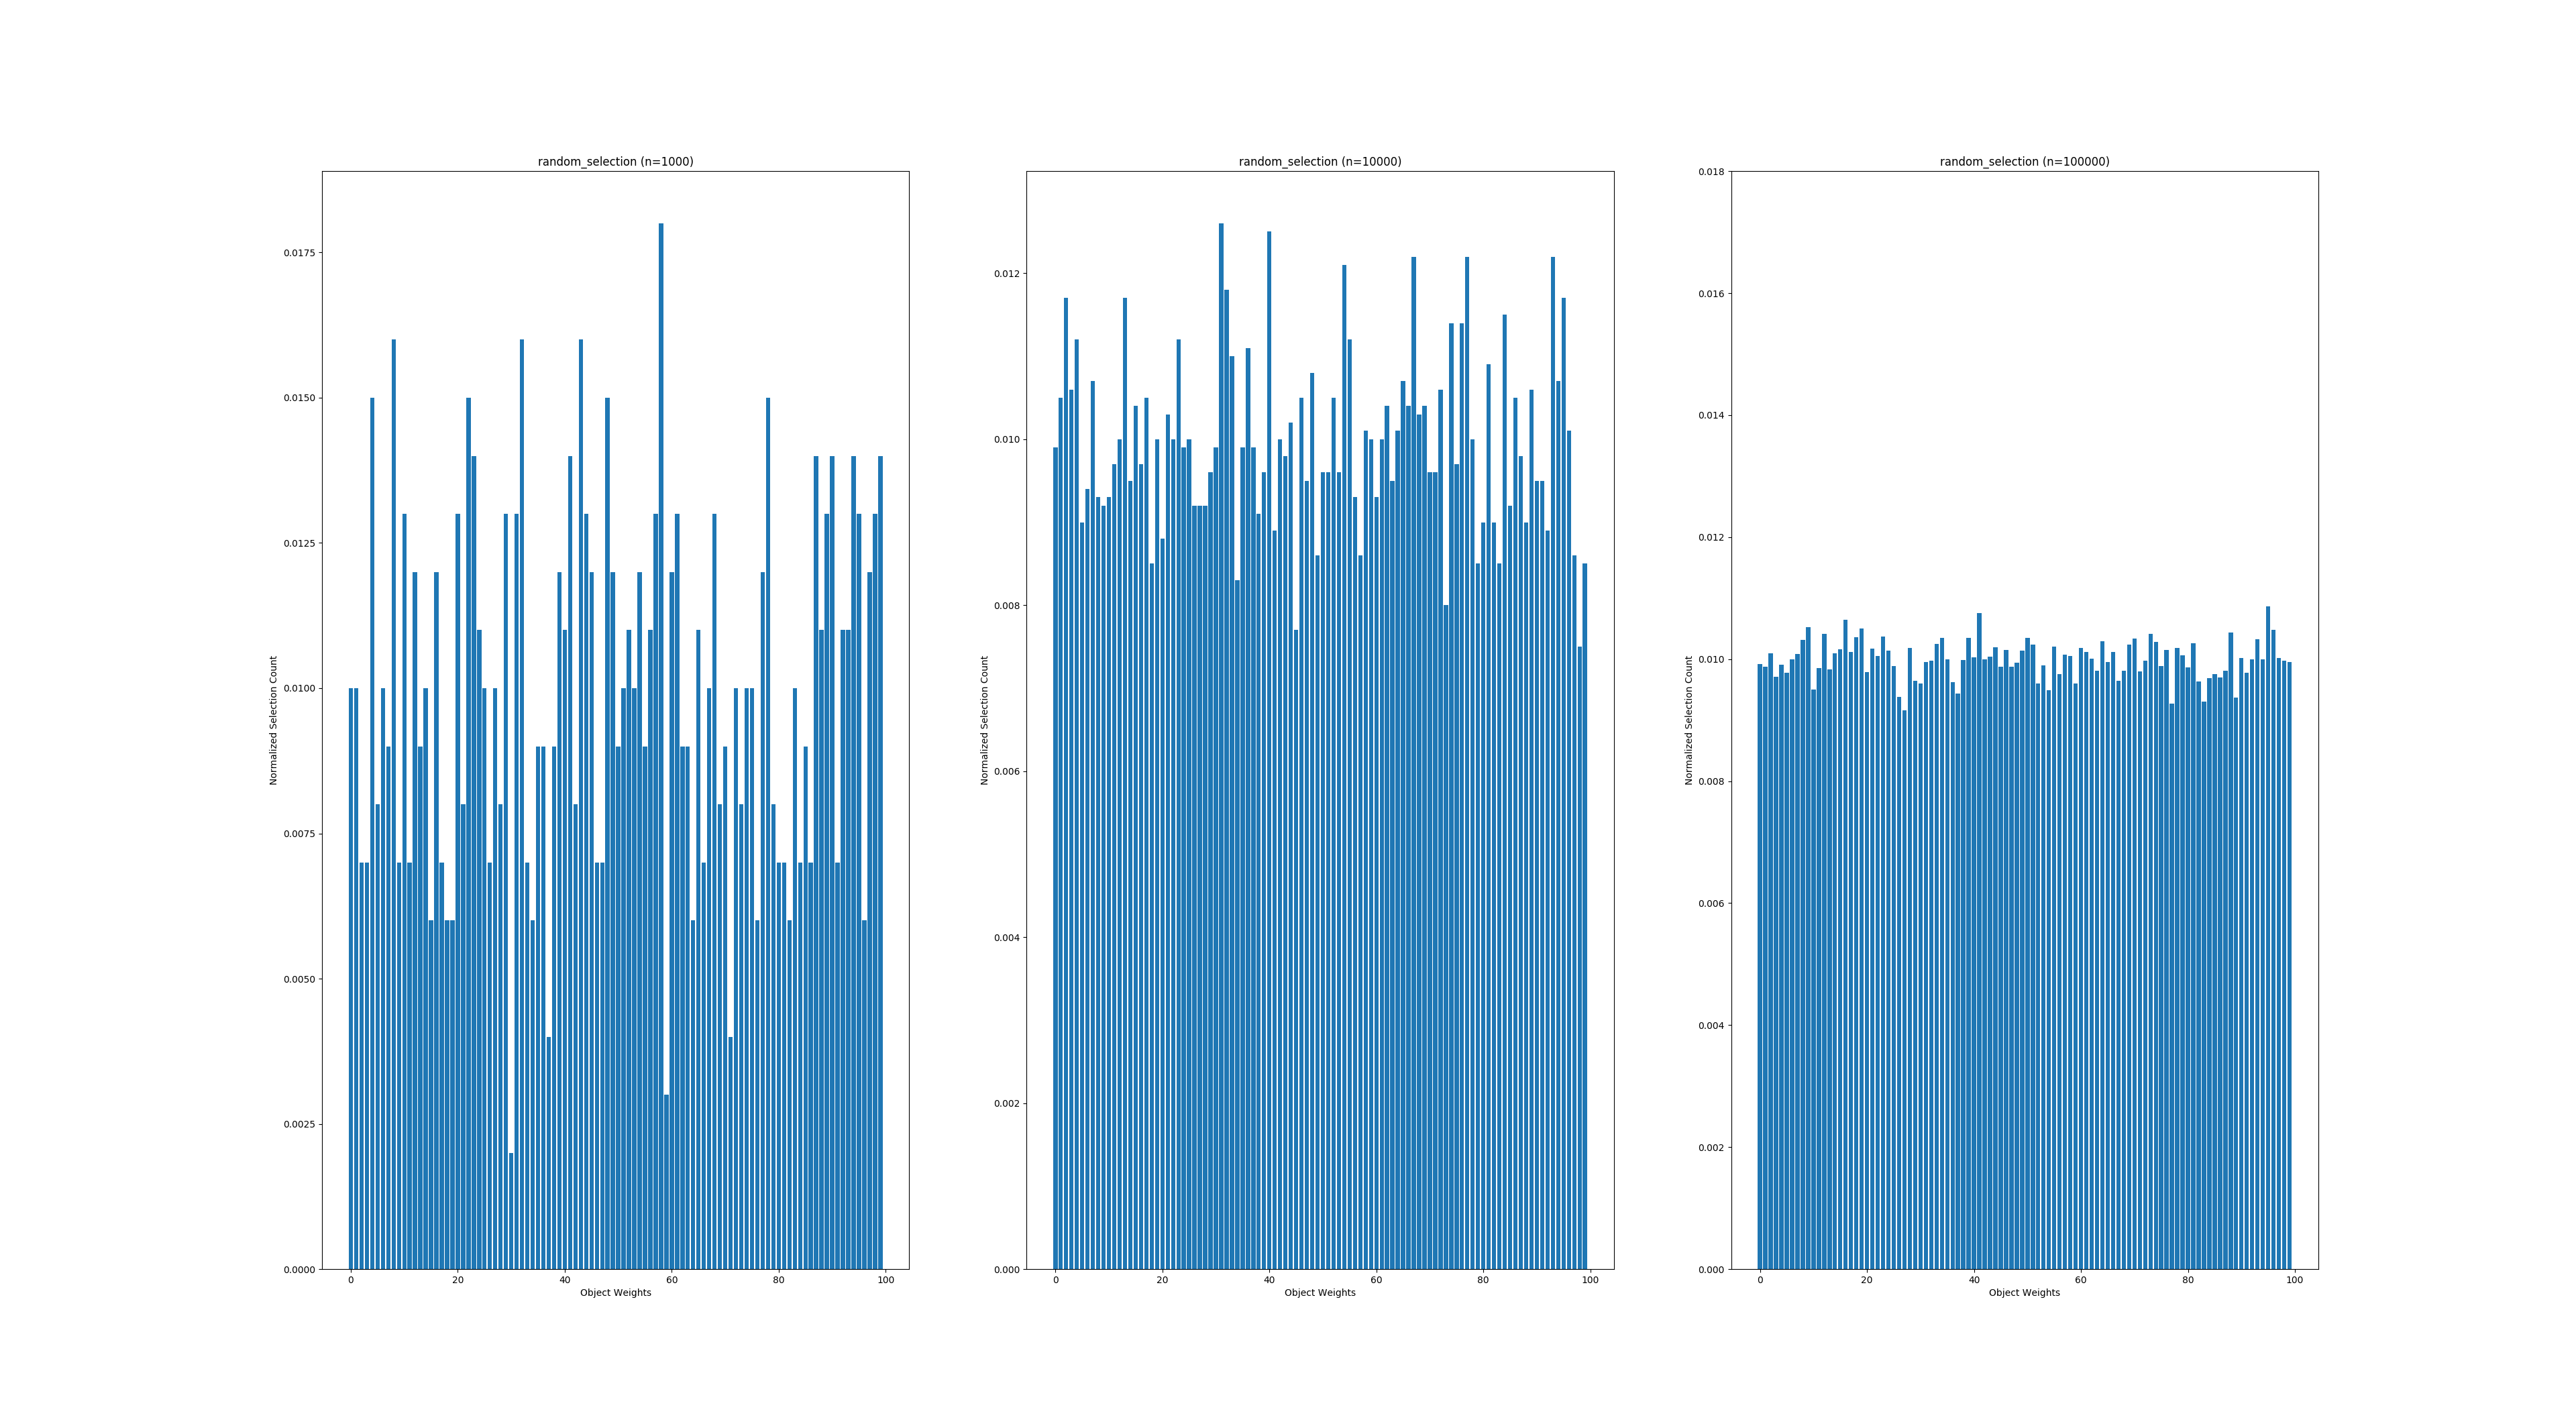 random_selection (n=1000)
0.0175
0.0150
0.0125
0.0100
0.0075
0.0050
0.0025
0.0000
Normalized Selection Count
0 20 40 60 80 100
Object Weights
random_selection (n=10000)
0.012
0.010
0.008
0.006
0.004
0.002
0.000
Normalized Selection Count
0 20 40 60 80 100
Object Weights
random_selection (n=100000)
0.018
0.016
0.014
0.012
0.010
0.008
0.006
0.004
0.002
0.000
Normalized Selection Count
0 20 40 60 80 100
Object Weights